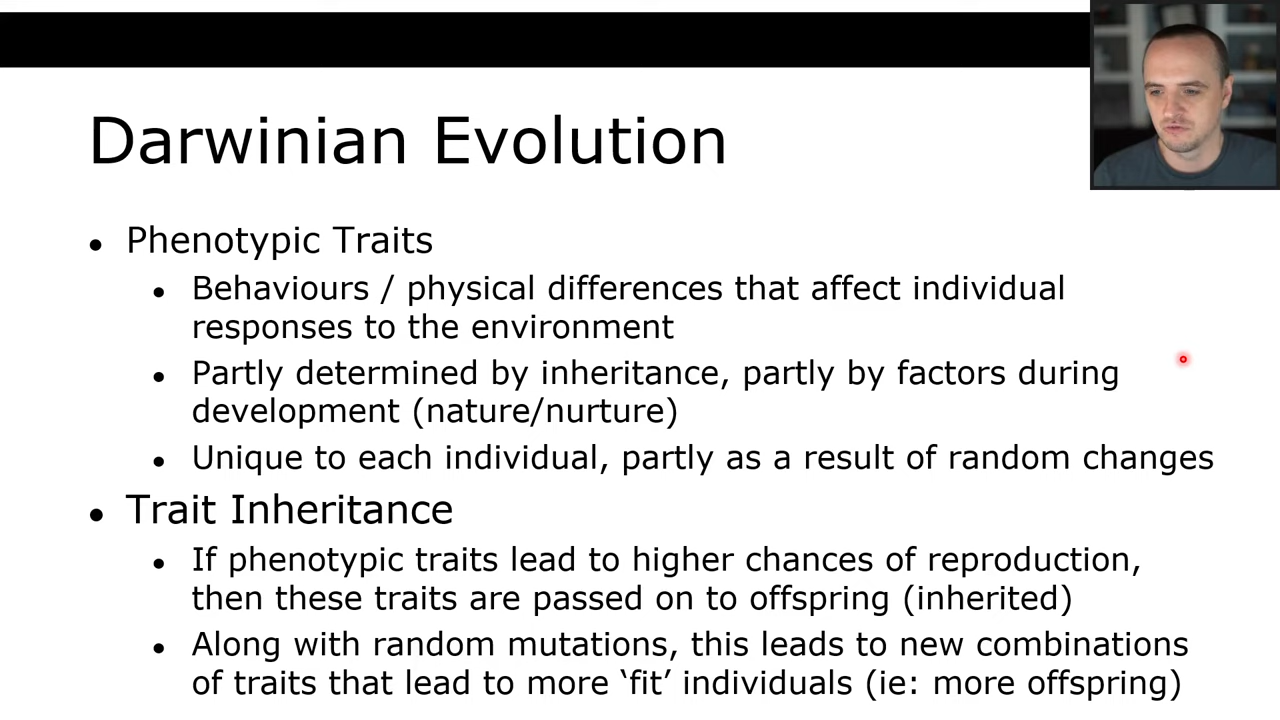 Darwinian Evolution
● Phenotypic Traits
● Behaviours / physical differences that affect individual
responses to the environment
● Partly determined by inheritance, partly by factors during
development (nature/nurture)
● Unique to each individual, partly as a result of random changes
● Trait Inheritance
● If phenotypic traits lead to higher chances of reproduction,
then these traits are passed on to offspring (inherited)
● Along with random mutations, this leads to new combinations
of traits that lead to more ‘fit’ individuals (ie: more offspring)